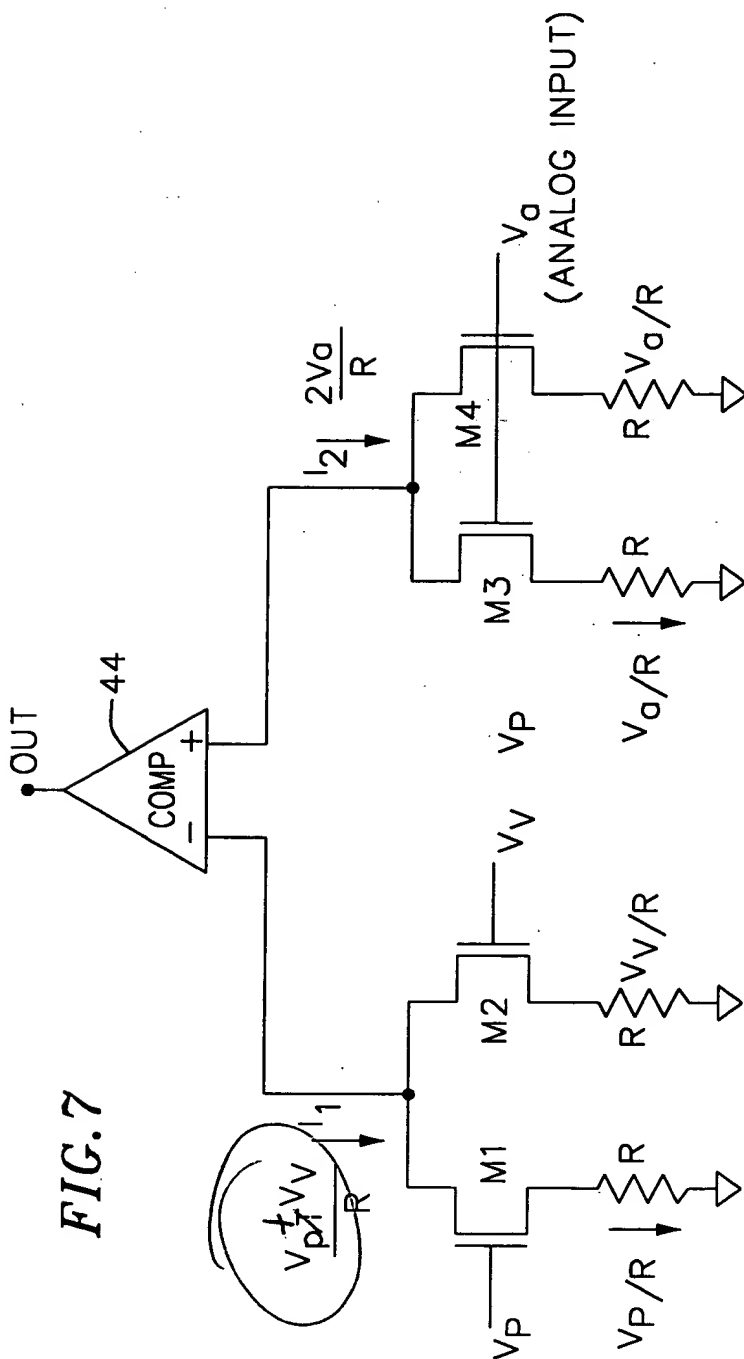 FIG. 7
OUT
44
COMP
− +
Vp + VV
R
I1
I2
2Va
R
M1
M2
M3
M4
VP
VV
VP
Va
(ANALOG INPUT)
VP/R
R
R
VV/R
Va/R
R
R
Va/R